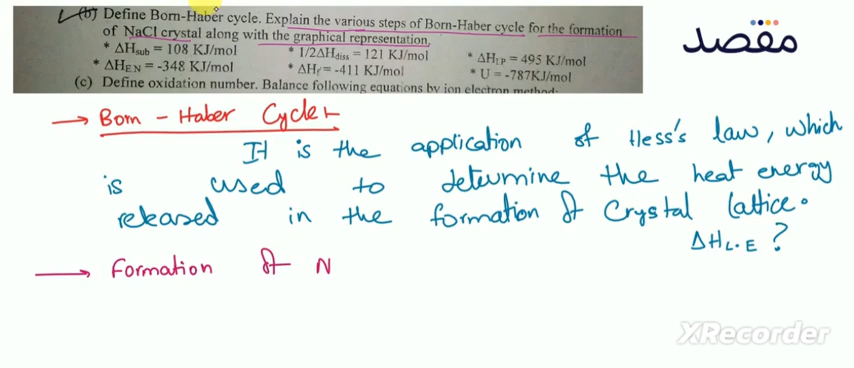 (b) Define Born-Haber cycle. Explain the various steps of Born-Haber cycle for the formation
of NaCl crystal along with the graphical representation,
* ΔHsub = 108 KJ/mol * 1/2ΔHdiss = 121 KJ/mol * ΔHI.P = 495 KJ/mol
* ΔHEN = -348 KJ/mol * ΔHf = -411 KJ/mol * U = -787KJ/mol
(c) Define oxidation number. Balance following equations by ion electron method:
مقصد
→ Born - Haber Cycle:-
It is the application of Hess's law, which
is used to determine the heat energy
released in the formation of Crystal lattice.
ΔHL.E ?
→ Formation of N
XRecorder